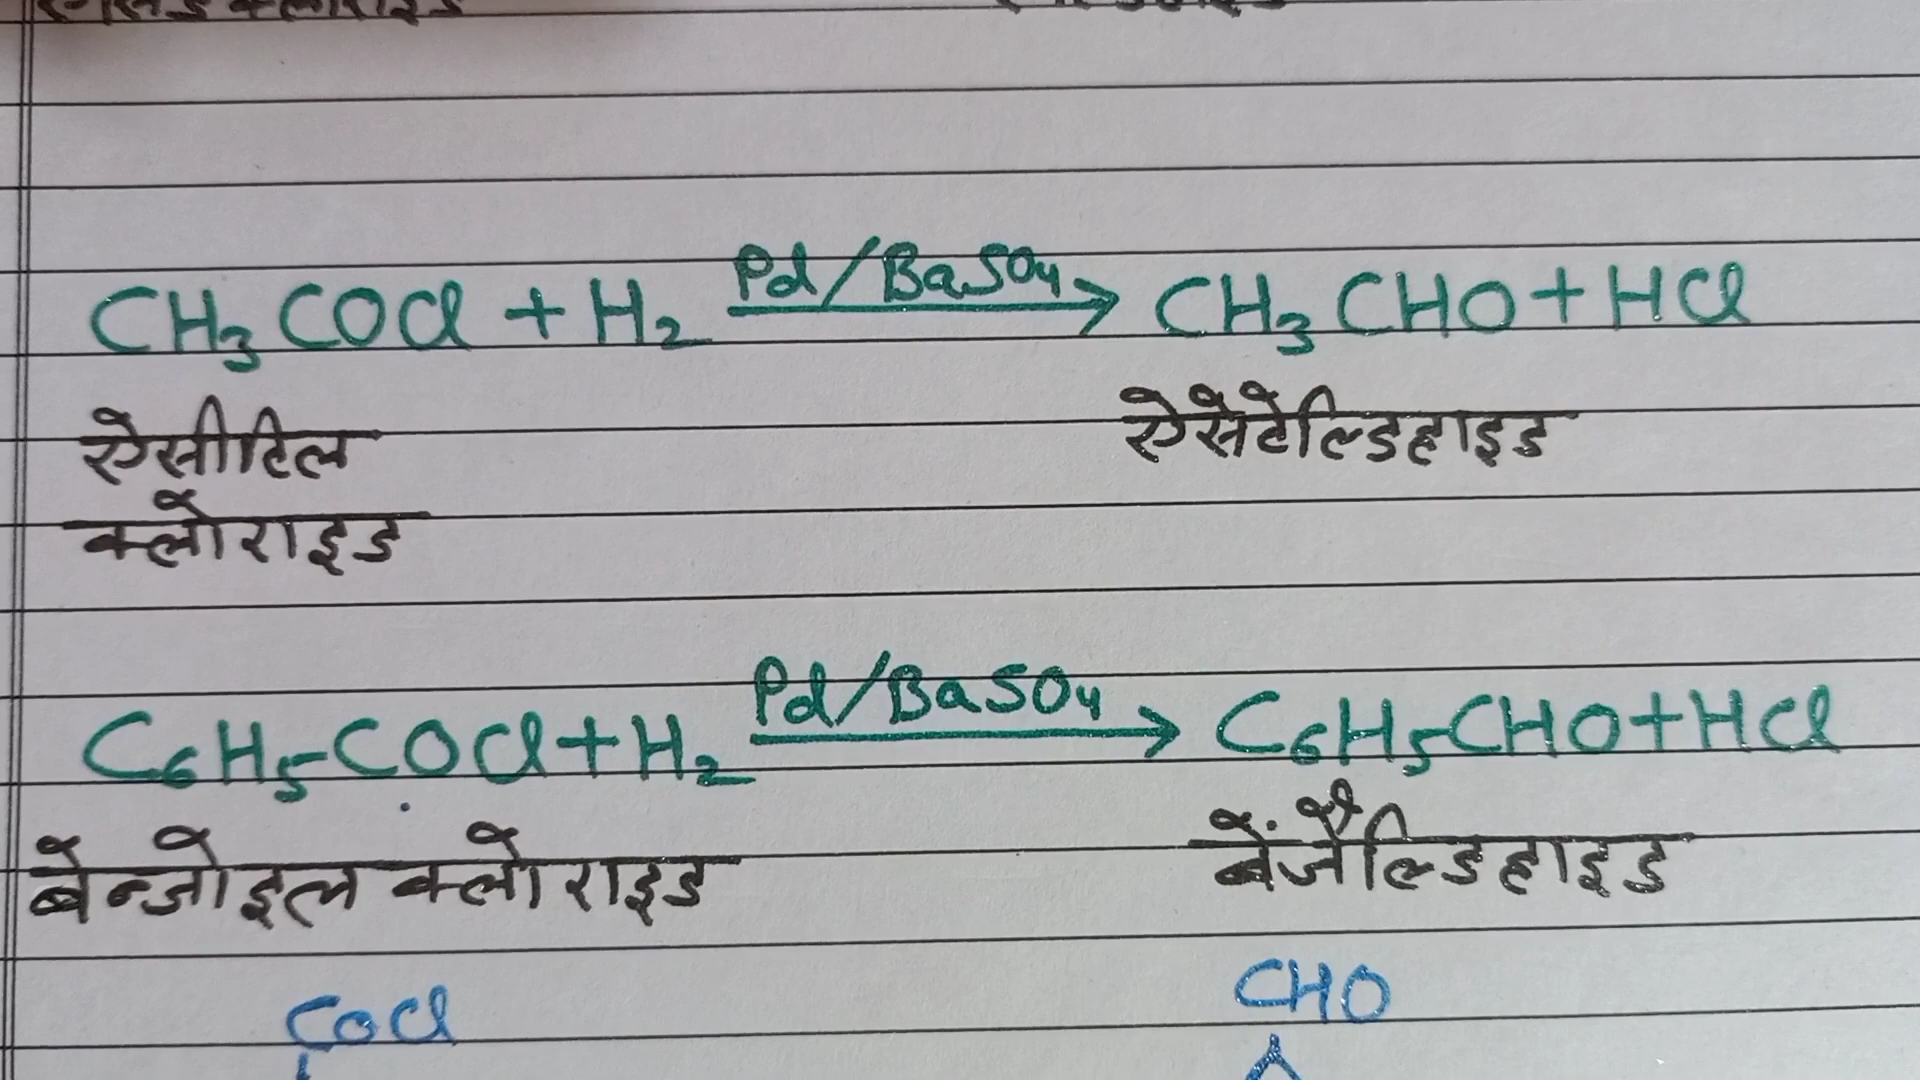 CH₃COCl + H₂ Pd/BaSO₄ → CH₃CHO + HCl
ऐसीटिल ऐसेटेल्डिहाइड
क्लोराइड
C₆H₅-COCl + H₂ Pd/BaSO₄ → C₆H₅CHO + HCl
बेन्जोइल क्लोराइड बेंजैल्डिहाइड
COCl CHO